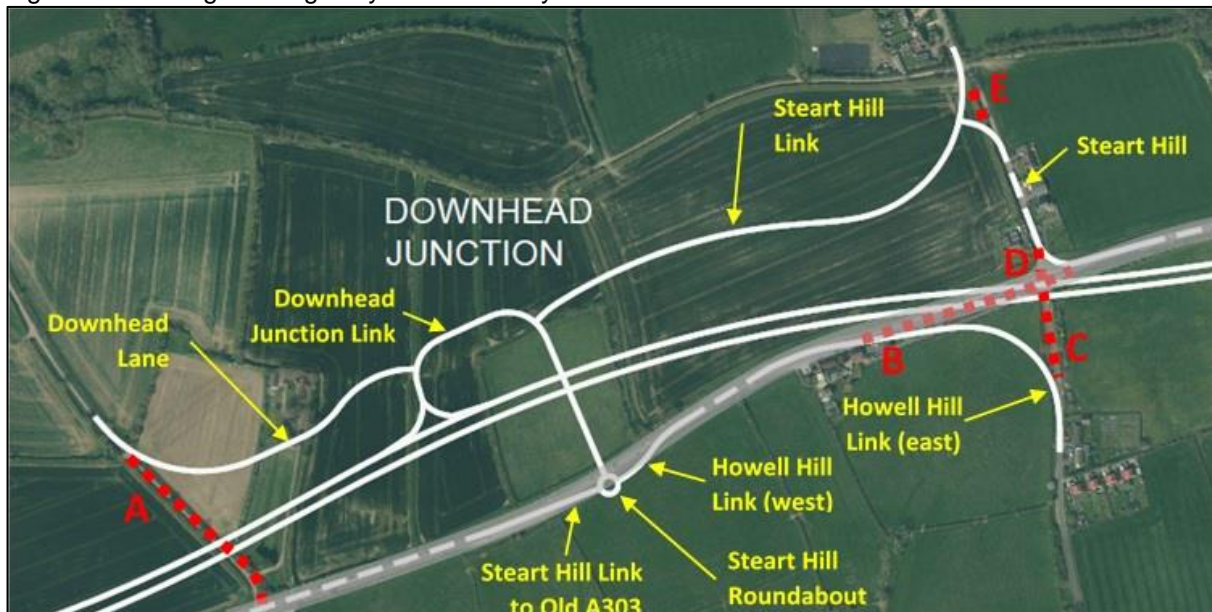 Steart Hill
Link
E
Steart Hill
DOWNHEAD
JUNCTION
Downhead
Junction Link
Downhead
Lane
D
B
C
A
Howell Hill
Link (east)
Howell Hill
Link (west)
Steart Hill Link
to Old A303
Steart Hill
Roundabout